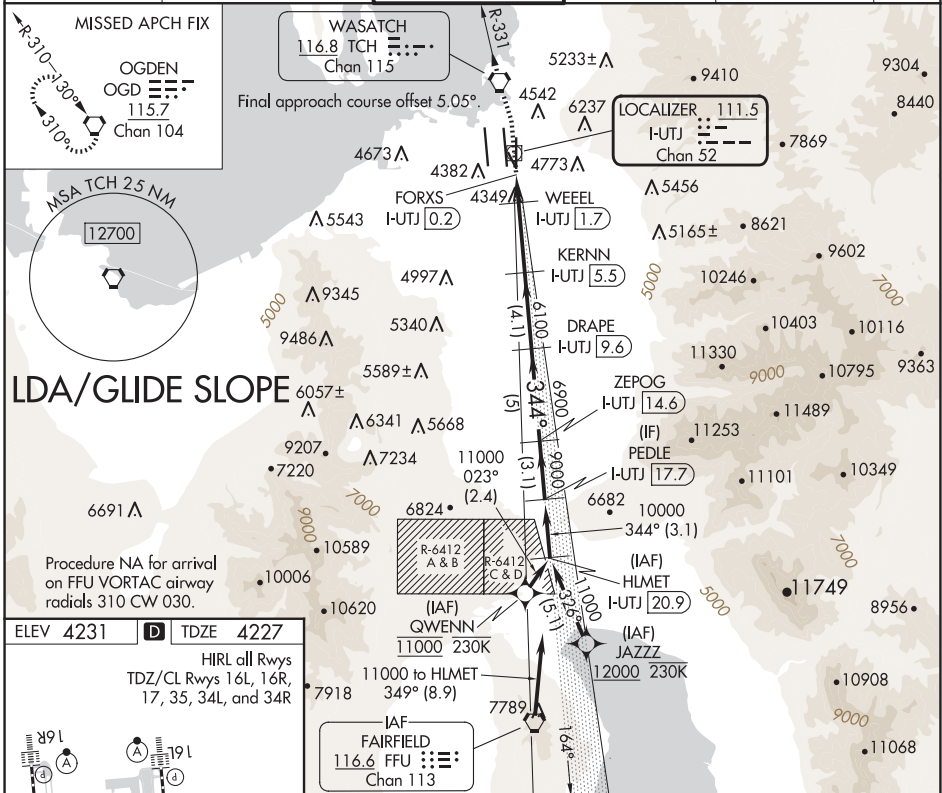 MISSED APCH FIX
R-310
130°
310°
OGDEN
OGD
115.7
Chan 104
WASATCH
116.8 TCH
Chan 115
R-331
Final approach course offset 5.05°.
LOCALIZER 111.5
I-UTJ
Chan 52
5233±
9410
9304
4542
6237
8440
4673
4382
4773
7869
FORXS
I-UTJ 0.2
4349
WEEEL
I-UTJ 1.7
5456
MSA TCH 25 NM
12700
5543
5165±
8621
KERNN
I-UTJ 5.5
9602
4997
10246
5000
7000
9345
5000
(4.1)
6100
5340
9486
DRAPE
I-UTJ 9.6
10403
10116
11330
9363
5589±
9000
10795
LDA/GLIDE SLOPE
344°
(5)
6900
ZEPOG
I-UTJ 14.6
6057±
6341
5668
11489
11253
9207
7220
7234
11000
023°
(2.4)
(3.1)
9000
(IF)
PEDLE
I-UTJ 17.7
11101
10349
7000
6691
6824
6682
10000
344° (3.1)
9000
R-6412
A & B
R-6412
C & D
10589
7000
Procedure NA for arrival
on FFU VORTAC airway
radials 310 CW 030.
10006
(IAF)
HLMET
I-UTJ 20.9
5000
11749
10620
8956
(IAF)
QWENN
11000 230K
326°
(5.1)
11000
(IAF)
JAZZZ
12000 230K
ELEV 4231
D
TDZE 4227
HIRL all Rwys
TDZ/CL Rwys 16L, 16R,
17, 35, 34L, and 34R
7918
11000 to HLMET
349° (8.9)
7789
10908
9000
11068
IAF
FAIRFIELD
116.6 FFU
Chan 113
164°
16R
A
P
A
16L
P